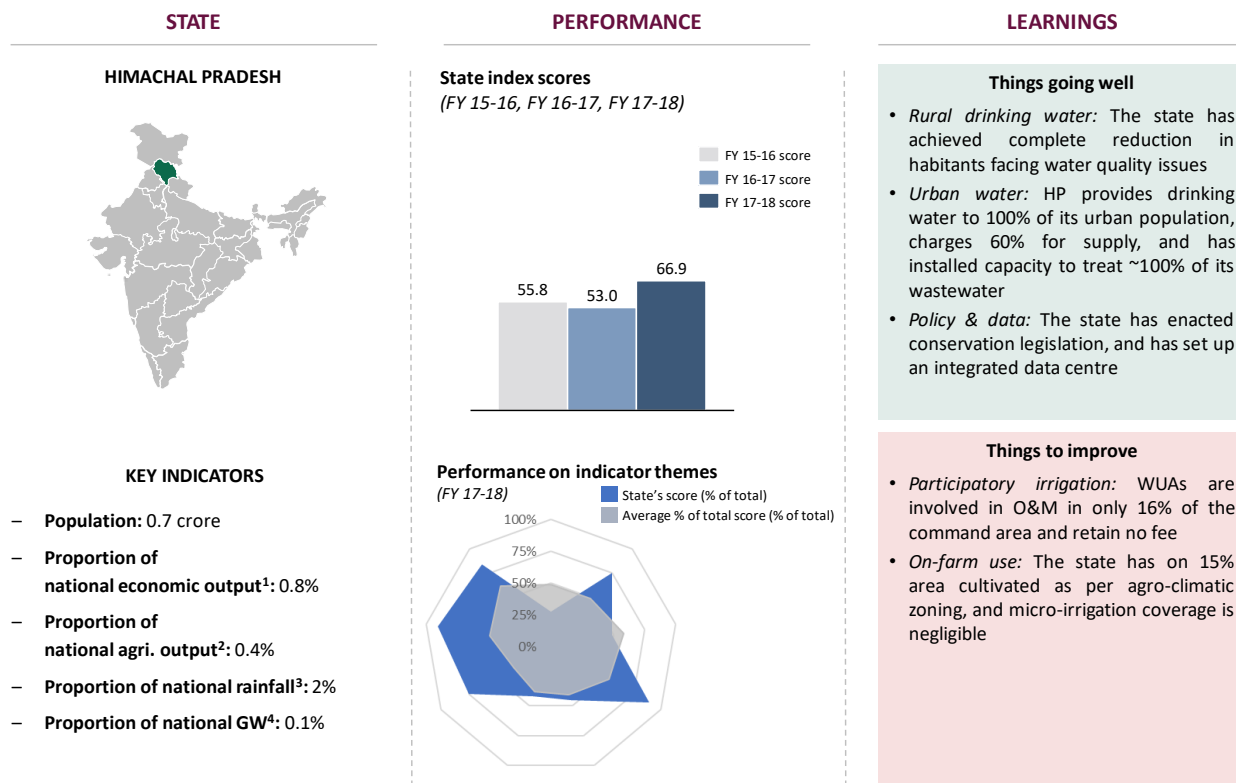 STATE
HIMACHAL PRADESH
KEY INDICATORS
– Population: 0.7 crore
– Proportion of
national economic output1: 0.8%
– Proportion of
national agri. output2: 0.4%
– Proportion of national rainfall3: 2%
– Proportion of national GW4: 0.1%
PERFORMANCE
State index scores
(FY 15-16, FY 16-17, FY 17-18)
FY 15-16 score
FY 16-17 score
FY 17-18 score
55.8
53.0
66.9
Performance on indicator themes
(FY 17-18)
State's score (% of total)
Average % of total score (% of total)
100%
75%
50%
25%
0%
LEARNINGS
Things going well
• Rural drinking water: The state has
achieved complete reduction in
habitants facing water quality issues
• Urban water: HP provides drinking
water to 100% of its urban population,
charges 60% for supply, and has
installed capacity to treat ~100% of its
wastewater
• Policy & data: The state has enacted
conservation legislation, and has set up
an integrated data centre
Things to improve
• Participatory irrigation: WUAs are
involved in O&M in only 16% of the
command area and retain no fee
• On-farm use: The state has on 15%
area cultivated as per agro-climatic
zoning, and micro-irrigation coverage is
negligible